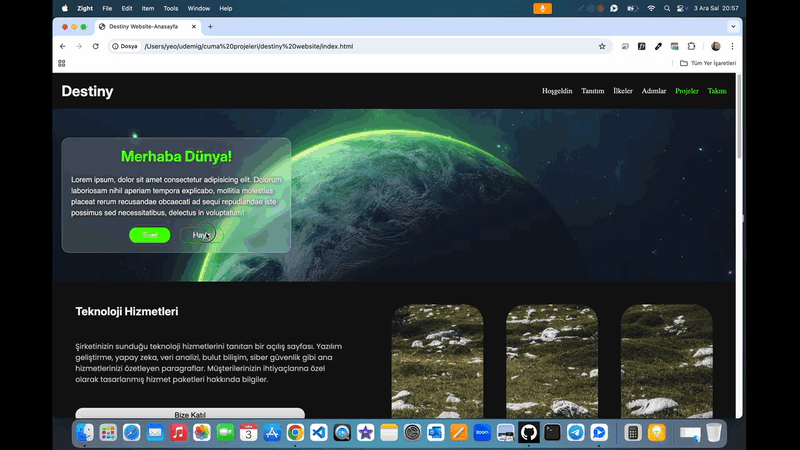 Zight File Edit Item Tools Window Help
3 Ara Sal 20:57
Destiny Website-Anasayfa
Dosya /Users/yeo/udemig/cuma%20projeleri/destiny%20website/index.html
Tüm Yer İşaretleri
Destiny
Hoşgeldin Tanıtım İlkeler Adımlar Projeler Takım
Merhaba Dünya!
Lorem ipsum, dolor sit amet consectetur adipisicing elit. Dolorum
laboriosam nihil aperiam tempora explicabo, mollitia molestias
placeat rerum recusandae obcaecati ad sequi repudiandae iste
possimus sed necessitatibus, delectus in voluptatum!
Teknoloji Hizmetleri
Şirketinizin sunduğu teknoloji hizmetlerini tanıtan bir açılış sayfası. Yazılım
geliştirme, yapay zeka, veri analizi, bulut bilişim, siber güvenlik gibi ana
hizmetlerinizi özetleyen paragraflar. Müşterilerinizin ihtiyaçlarına özel
olarak tasarlanmış hizmet paketleri hakkında bilgiler.
Bize Katıl
3
zoom